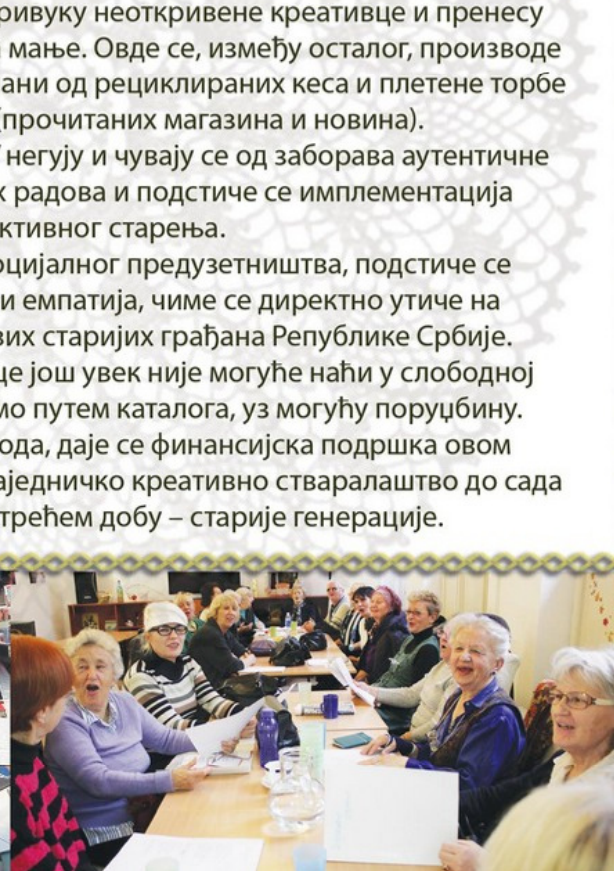 ривуку неоткривене креативце и пренесу
мање. Овде се, између осталог, производе
ани од рециклираних кеса и плетене торбе
(прочитаних магазина и новина).
негују и чувају се од заборава аутентичне
х радова и подстиче се имплементација
ктивног старења.
оцијалног предузетништва, подстиче се
и емпатија, чиме се директно утиче на
вих старијих грађана Републике Србије.
це још увек није могуће наћи у слободној
мо путем каталога, уз могућу поруџбину.
ода, даје се финансијска подршка овом
аједничко креативно стваралаштво до сада
трећем добу – старије генерације.